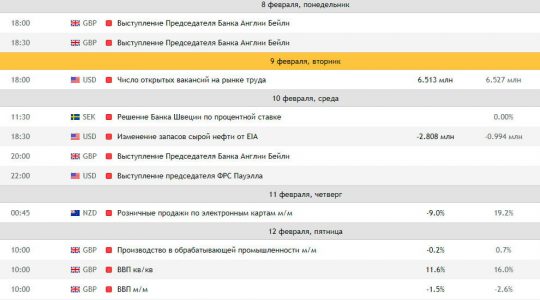 8 февраля, понедельник
18:00 GBP Выступление Председателя Банка Англии Бейли
18:30 GBP Выступление Председателя Банка Англии Бейли
9 февраля, вторник
18:00 USD Число открытых вакансий на рынке труда 6.513 млн 6.527 млн
10 февраля, среда
11:30 SEK Решение Банка Швеции по процентной ставке 0.00%
18:30 USD Изменение запасов сырой нефти от EIA -2.808 млн -0.994 млн
20:00 GBP Выступление Председателя Банка Англии Бейли
22:00 USD Выступление председателя ФРС Пауэлла
11 февраля, четверг
00:45 NZD Розничные продажи по электронным картам м/м -9.0% 19.2%
12 февраля, пятница
10:00 GBP Производство в обрабатывающей промышленности м/м -0.2% 0.7%
10:00 GBP ВВП кв/кв 11.6% 16.0%
10:00 GBP ВВП м/м -1.5% -2.6%